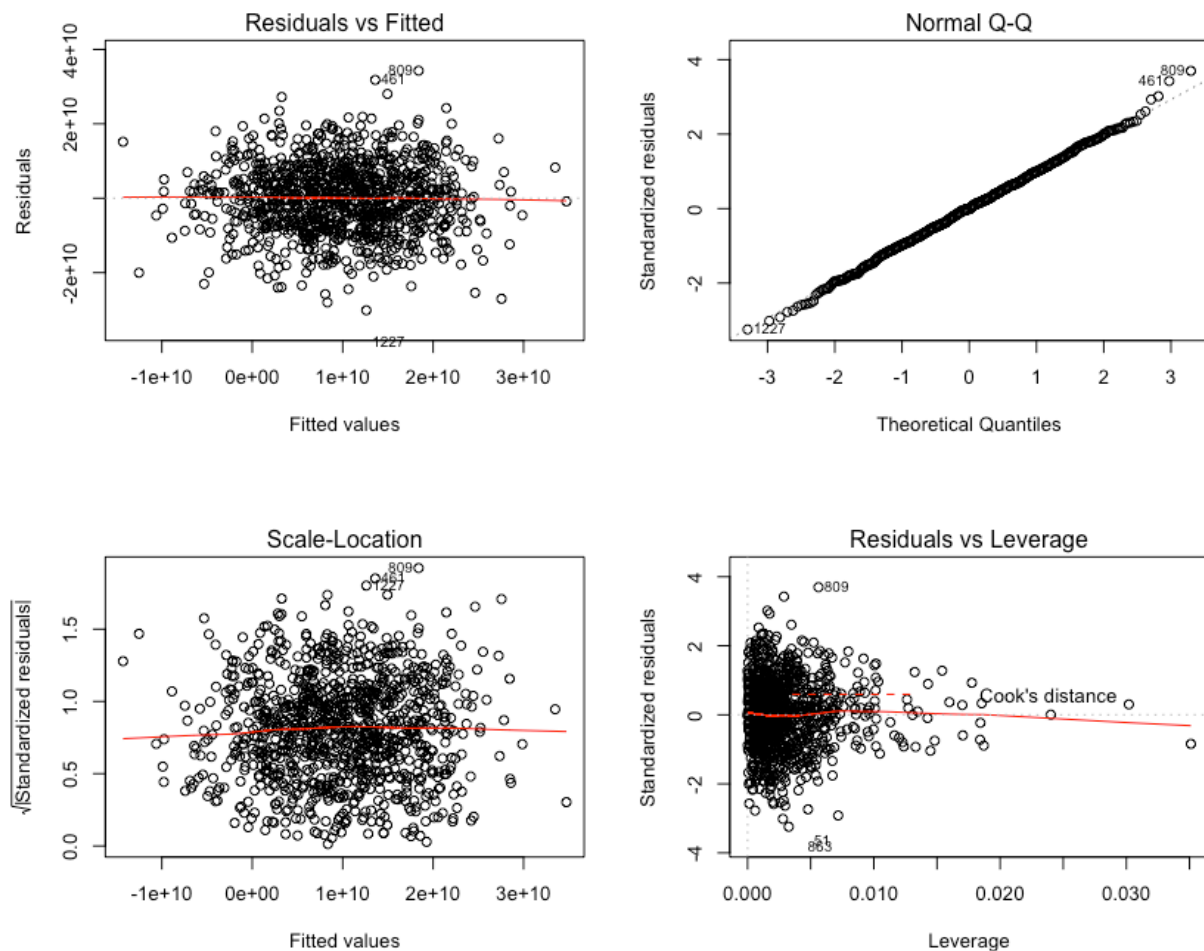 Residuals vs Fitted
Residuals
4e+10
2e+10
-2e+10
809
461
1227
-1e+10 0e+00 1e+10 2e+10 3e+10
Fitted values
Normal Q-Q
Standardized residuals
4
2
0
-2
809
461
1227
-3 -2 -1 0 1 2 3
Theoretical Quantiles
Scale-Location
√|Standardized residuals|
1.5
1.0
0.5
0.0
809
461
1227
-1e+10 0e+00 1e+10 2e+10 3e+10
Fitted values
Residuals vs Leverage
Standardized residuals
4
2
0
-2
-4
809
Cook's distance
51
863
0.000 0.010 0.020 0.030
Leverage